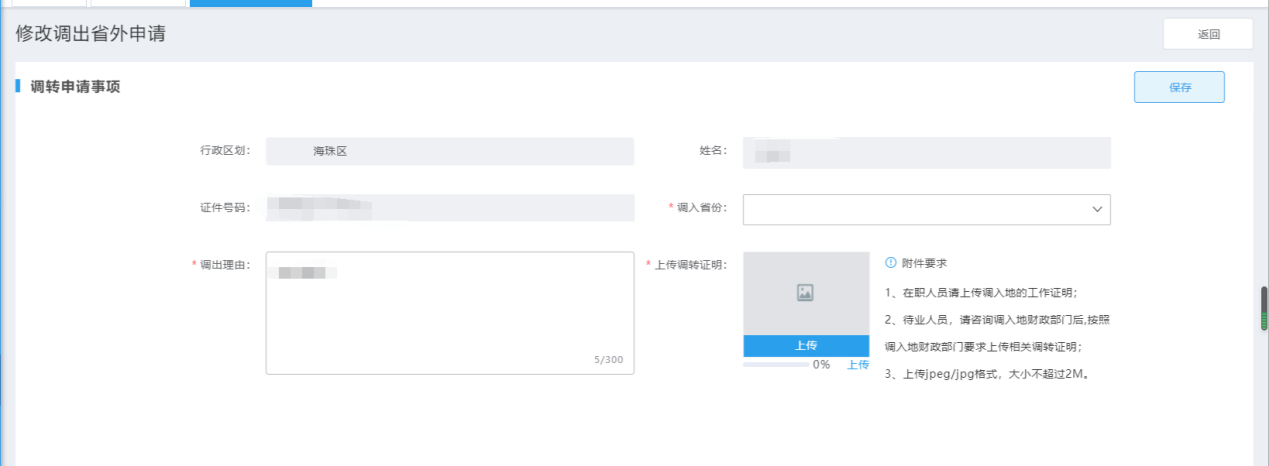 修改调出省外申请
返回
调转申请事项
保存
行政区划：
海珠区
姓名：
证件号码：
* 调入省份：
* 调出理由：
5/300
* 上传调转证明：
上传
0%
上传
附件要求
1、在职人员请上传调入地的工作证明；
2、待业人员，请咨询调入地财政部门后,按照
调入地财政部门要求上传相关调转证明；
3、上传jpeg/jpg格式，大小不超过2M。